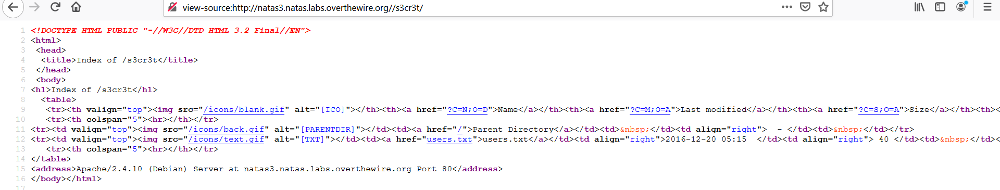 view-source:http://natas3.natas.labs.overthewire.org//s3cr3t/
1 <!DOCTYPE HTML PUBLIC "-//W3C//DTD HTML 3.2 Final//EN">
2 <html>
3 <head>
4 <title>Index of /s3cr3t</title>
5 </head>
6 <body>
7 <h1>Index of /s3cr3t</h1>
8 <table>
9 <tr><th valign="top"><img src="/icons/blank.gif" alt="[ICO]"></th><th><a href="?C=N;O=D">Name</a></th><th><a href="?C=M;O=A">Last modified</a></th><th><a href="?C=S;O=A">Size</a></th><th><
10 <tr><th colspan="5"><hr></th></tr>
11 <tr><td valign="top"><img src="/icons/back.gif" alt="[PARENTDIR]"></td><td><a href="/">Parent Directory</a></td><td>&nbsp;</td><td align="right">  - </td><td>&nbsp;</td></tr>
12 <tr><td valign="top"><img src="/icons/text.gif" alt="[TXT]"></td><td><a href="users.txt">users.txt</a></td><td align="right">2016-12-20 05:15  </td><td align="right"> 40 </td><td>&nbsp;</td><
13 <tr><th colspan="5"><hr></th></tr>
14 </table>
15 <address>Apache/2.4.10 (Debian) Server at natas3.natas.labs.overthewire.org Port 80</address>
16 </body></html>
17